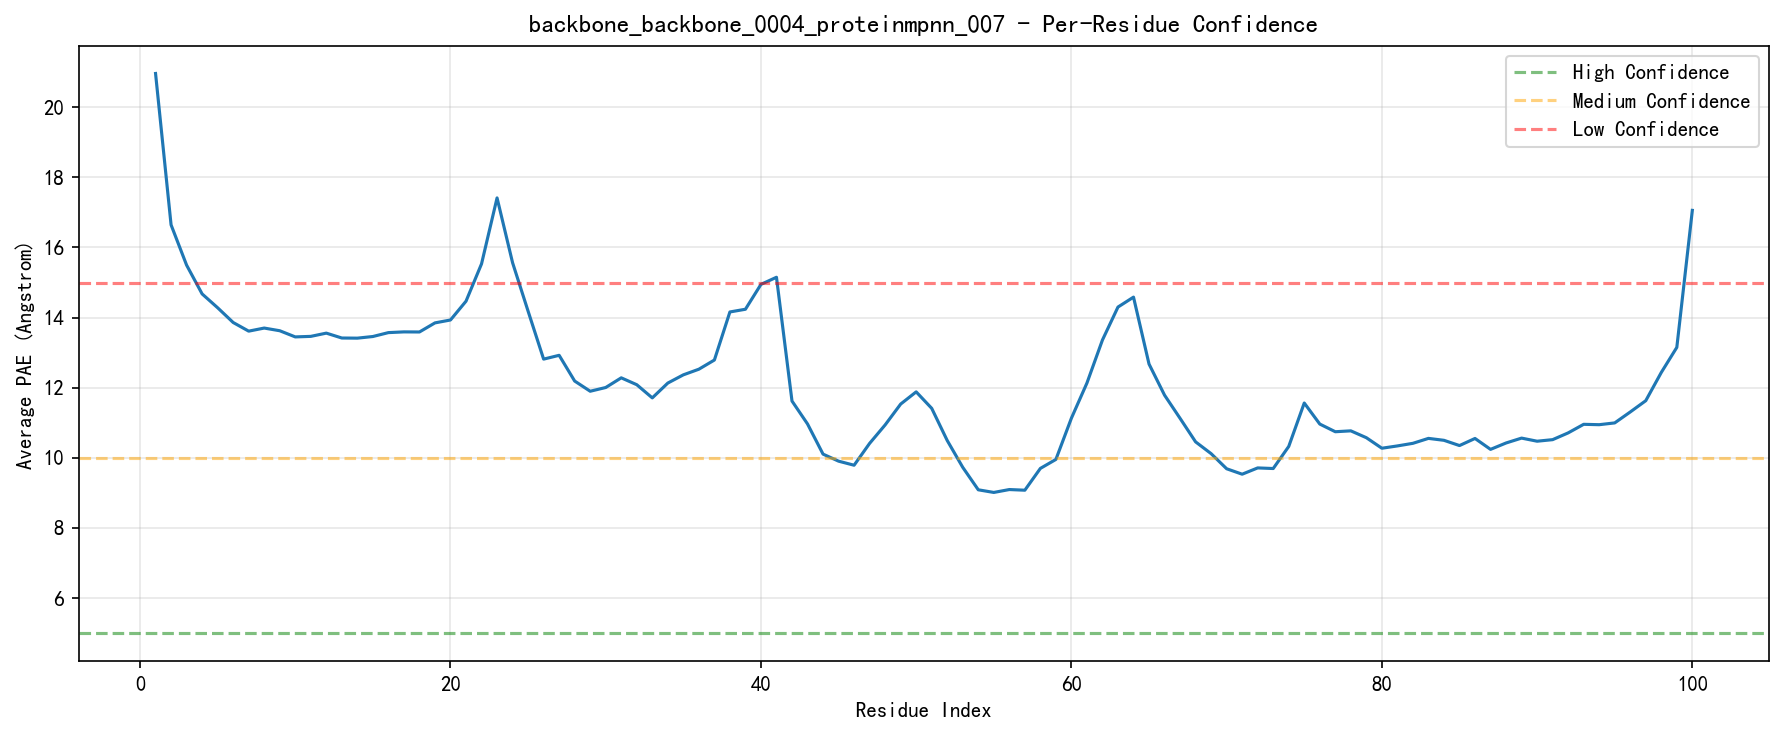 backbone_backbone_0004_proteinmpnn_007 - Per-Residue Confidence
High Confidence
Medium Confidence
Low Confidence
Average PAE (Angstrom)
20
18
16
14
12
10
8
6
0 20 40 60 80 100
Residue Index